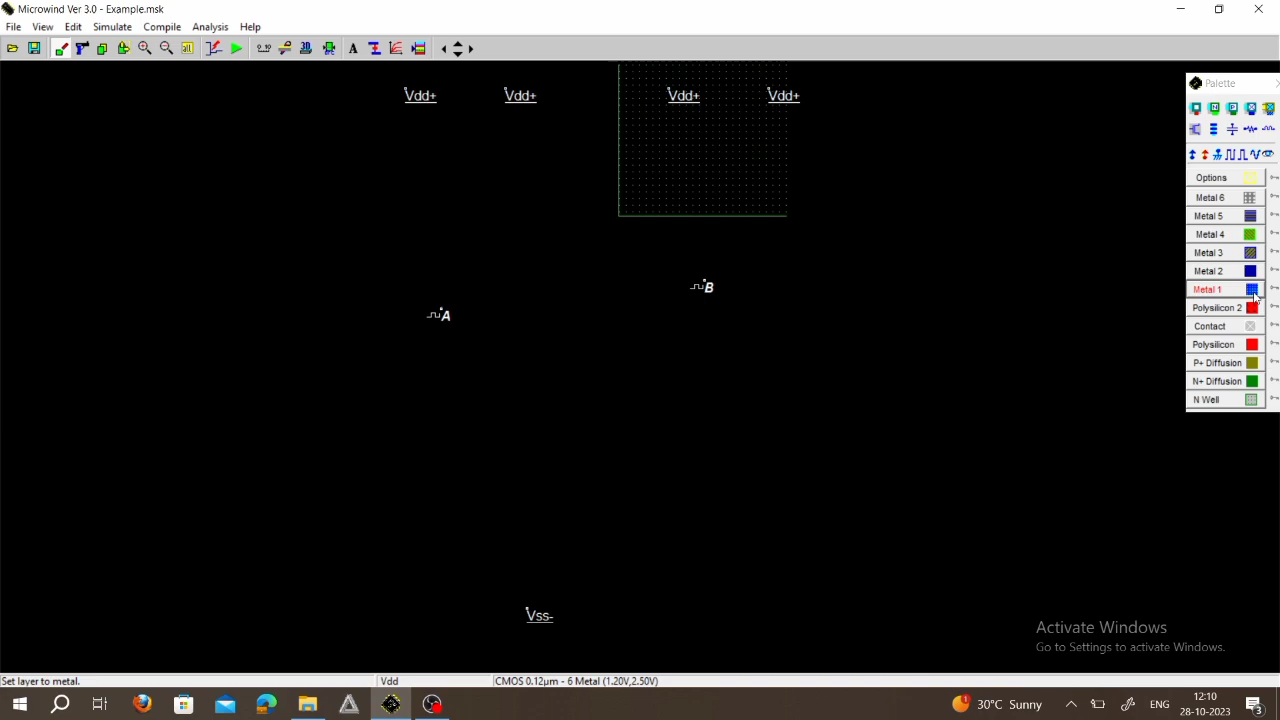 Microwind Ver 3.0 - Example.msk
File View Edit Simulate Compile Analysis Help
Palette
Vdd+ Vdd+ Vdd+ Vdd+
Options
Metal 6
Metal 5
Metal 4
Metal 3
Metal 2
Metal 1
Polysilicon 2
Contact
Polysilicon
P+ Diffusion
N+ Diffusion
N Well
B
A
Vss-
Activate Windows
Go to Settings to activate Windows.
Set layer to metal. Vdd CMOS 0.12µm - 6 Metal (1.20V,2.50V)
30°C Sunny ENG 12:10
28-10-2023 3